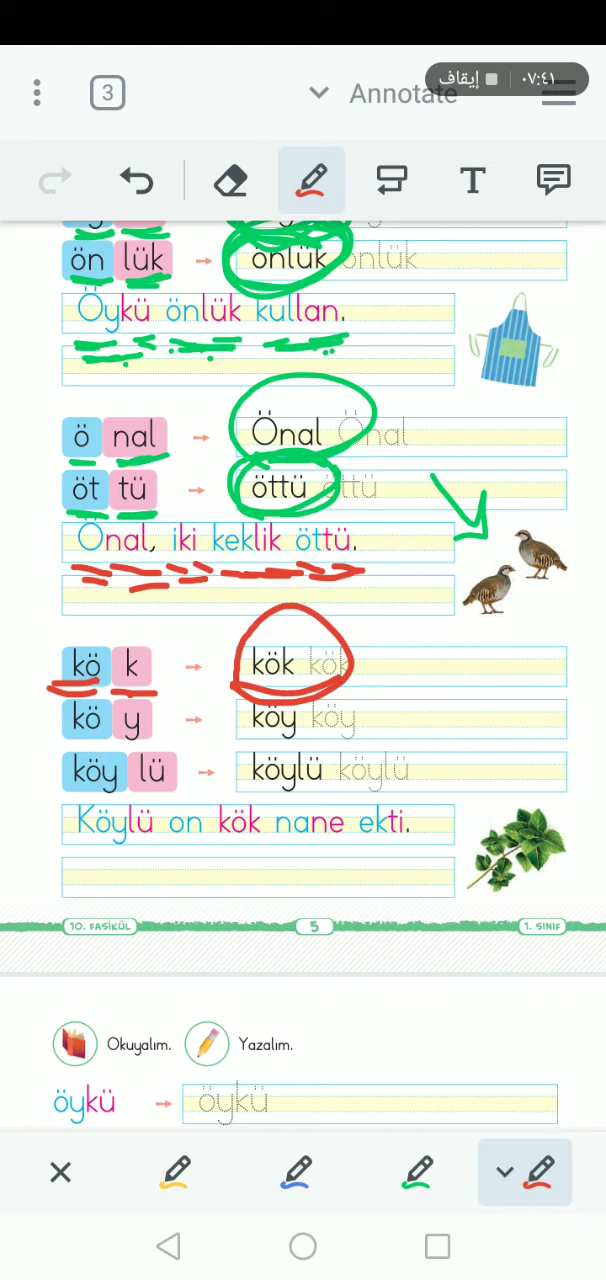 إيقاف ٠٧:٤١
3 Annotate
T
ön lük → önlük önlük
Öykü önlük kullan.
ö nal → Önal Önal
öt tü → öttü öttü
Önal, iki keklik öttü.
kö k → kök kök
kö y → köy köy
köy lü → köylü köylü
Köylü on kök nane ekti.
10. FASİKÜL 5 1. SINIF
Okuyalım. Yazalım.
öykü → öykü